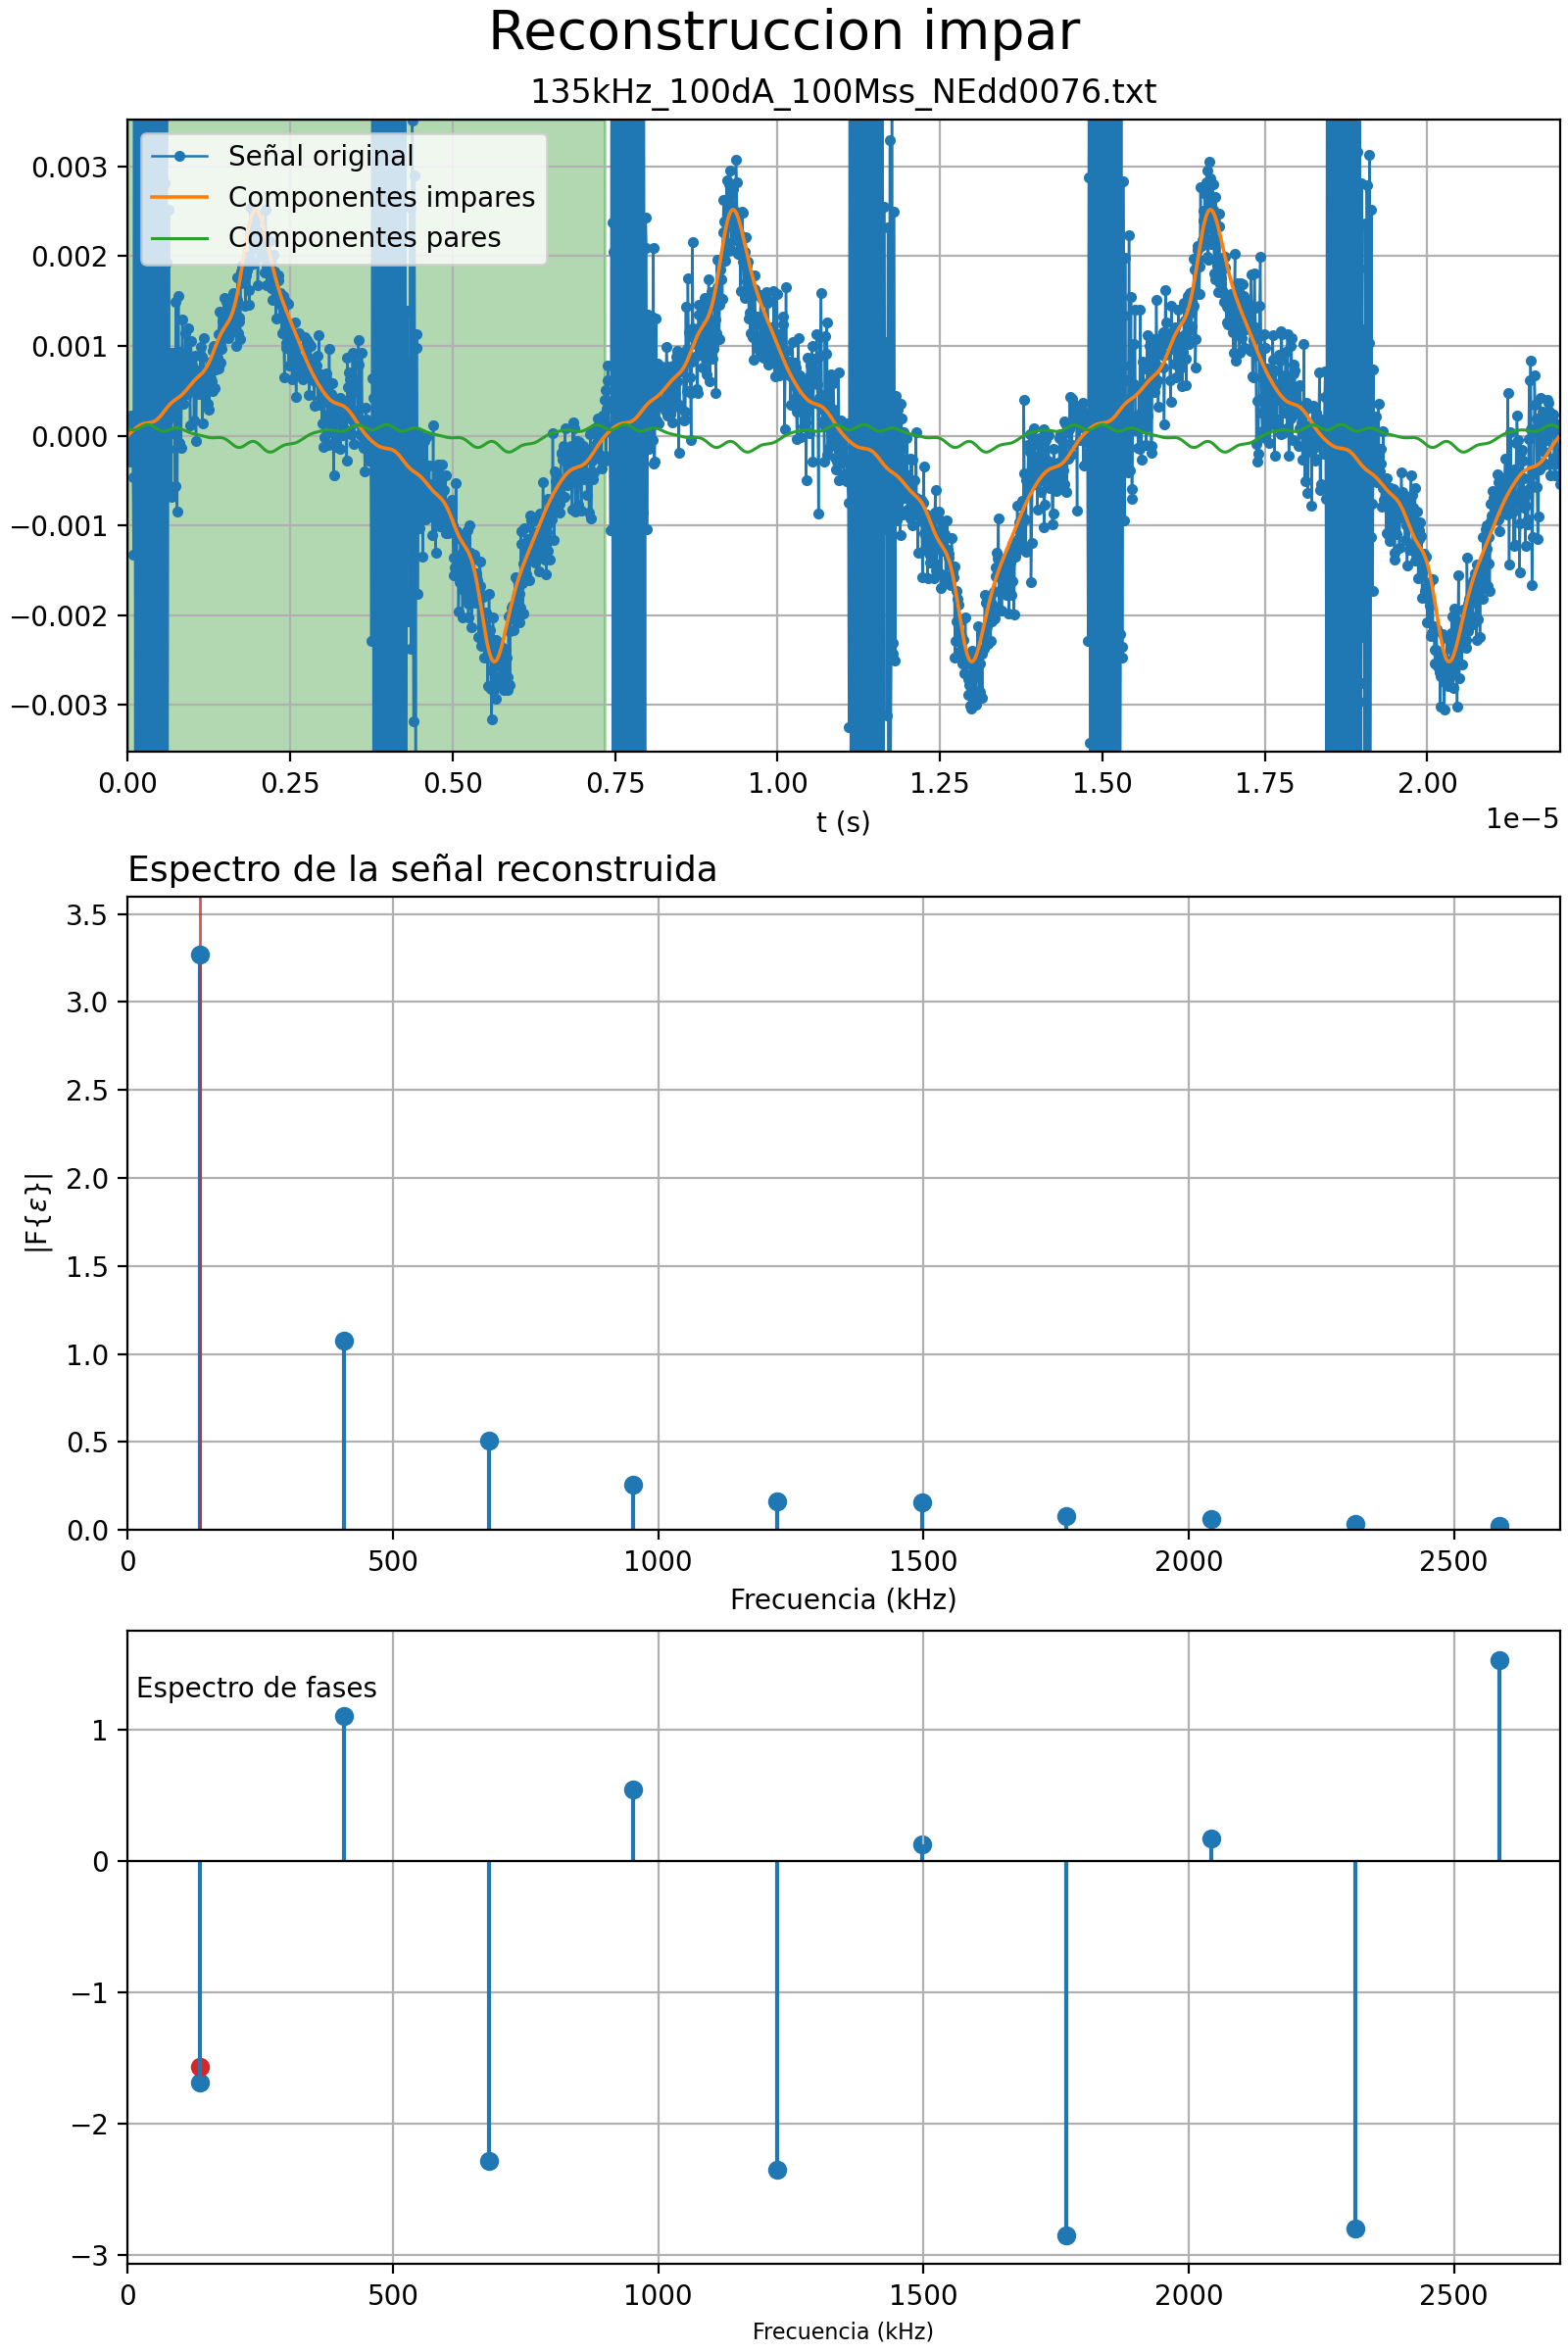 Reconstruccion impar
135kHz_100dA_100Mss_NEdd0076.txt
Señal original
Componentes impares
Componentes pares
0.003
0.002
0.001
0.000
−0.001
−0.002
−0.003
0.00 0.25 0.50 0.75 1.00 1.25 1.50 1.75 2.00
t (s)
1e−5
Espectro de la señal reconstruida
3.5
3.0
2.5
2.0
1.5
1.0
0.5
0.0
|F{ε}|
0 500 1000 1500 2000 2500
Frecuencia (kHz)
Espectro de fases
1
0
−1
−2
−3
0 500 1000 1500 2000 2500
Frecuencia (kHz)